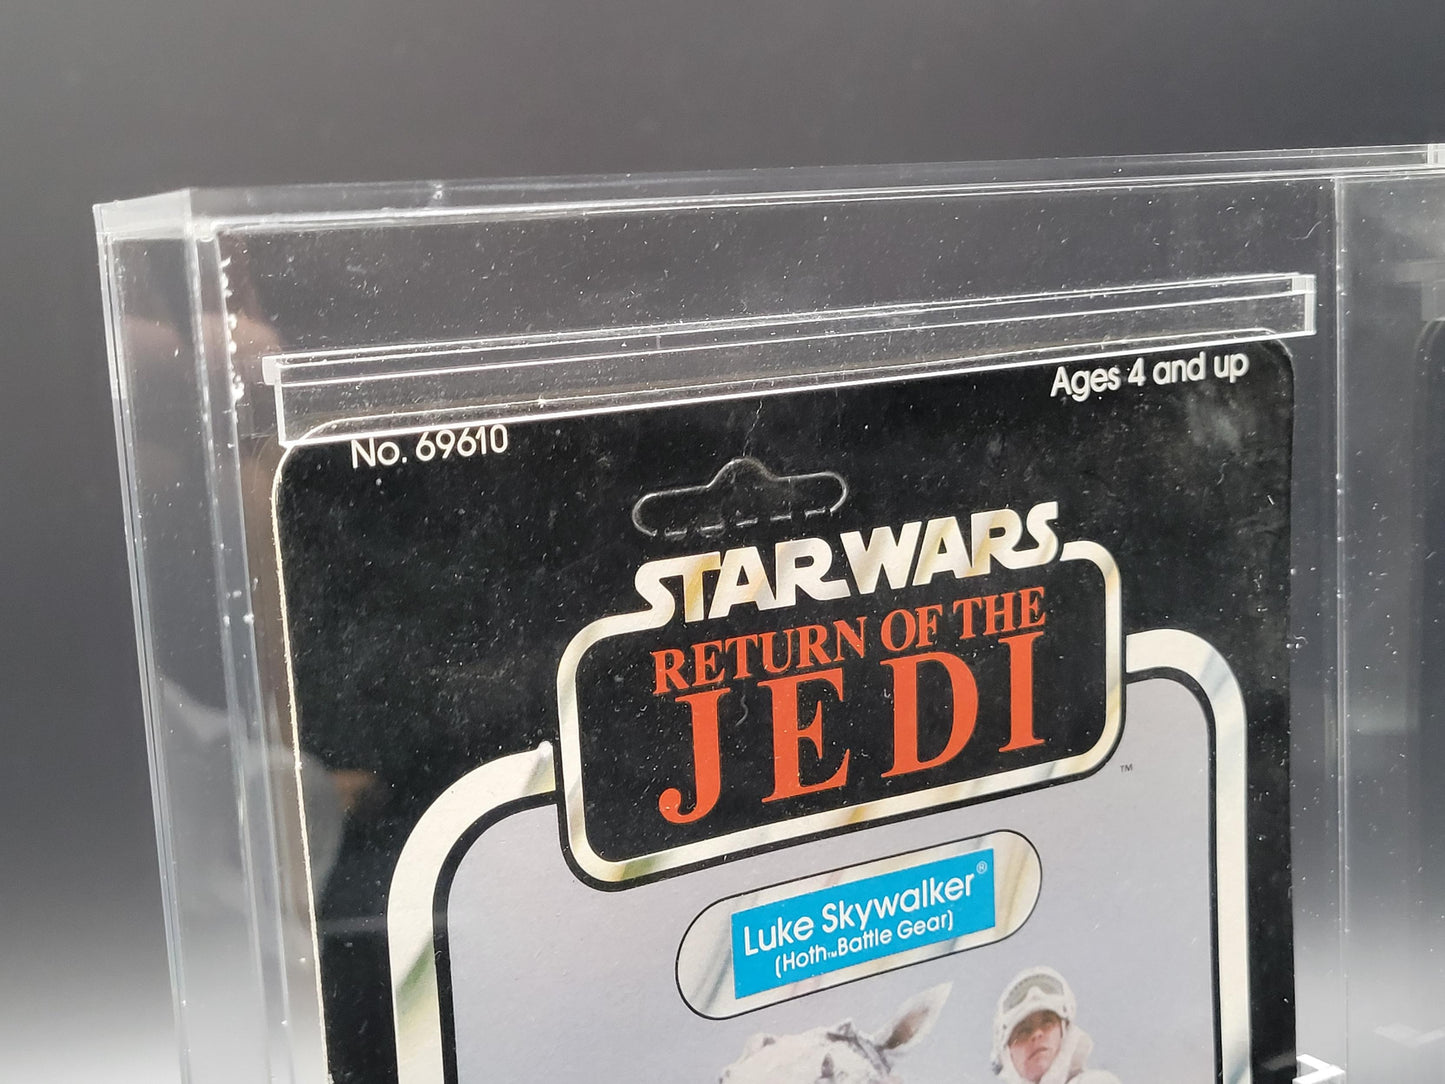 No. 69610
Ages 4 and up
STAR WARS
RETURN OF THE
JEDI
™
Luke Skywalker®
(Hoth™ Battle Gear)